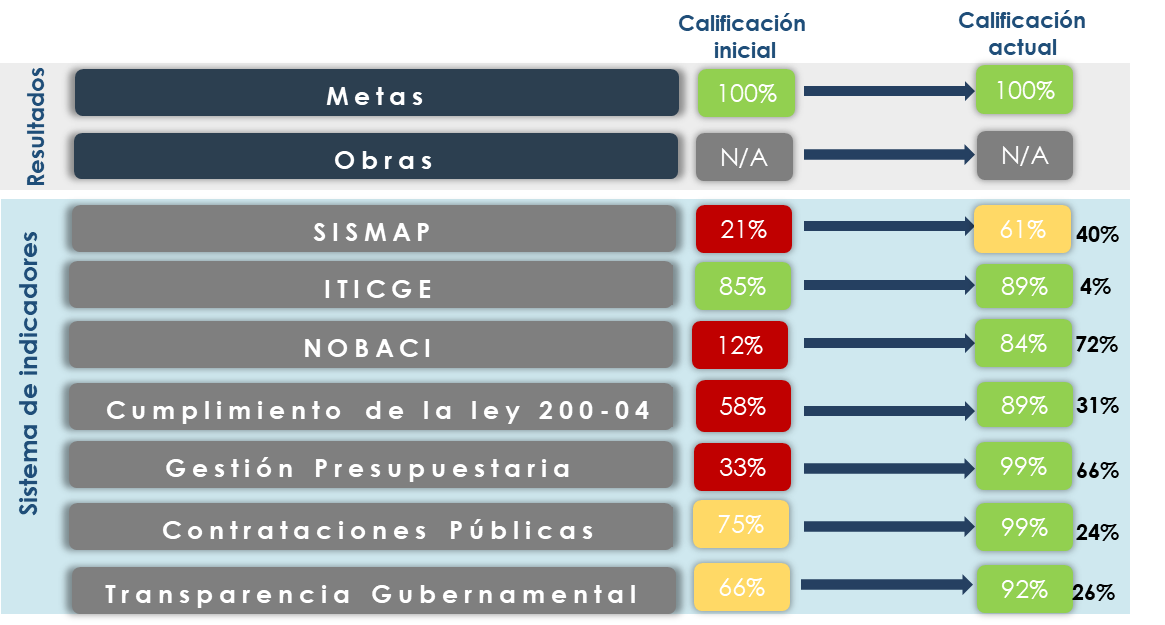 Calificación
inicial
Calificación
actual
Resultados
Metas 100% 100%
Obras N/A N/A
Sistema de indicadores
SISMAP 21% 61% 40%
ITICGE 85% 89% 4%
NOBACI 12% 84% 72%
Cumplimiento de la ley 200-04 58% 89% 31%
Gestión Presupuestaria 33% 99% 66%
Contrataciones Públicas 75% 99% 24%
Transparencia Gubernamental 66% 92% 26%